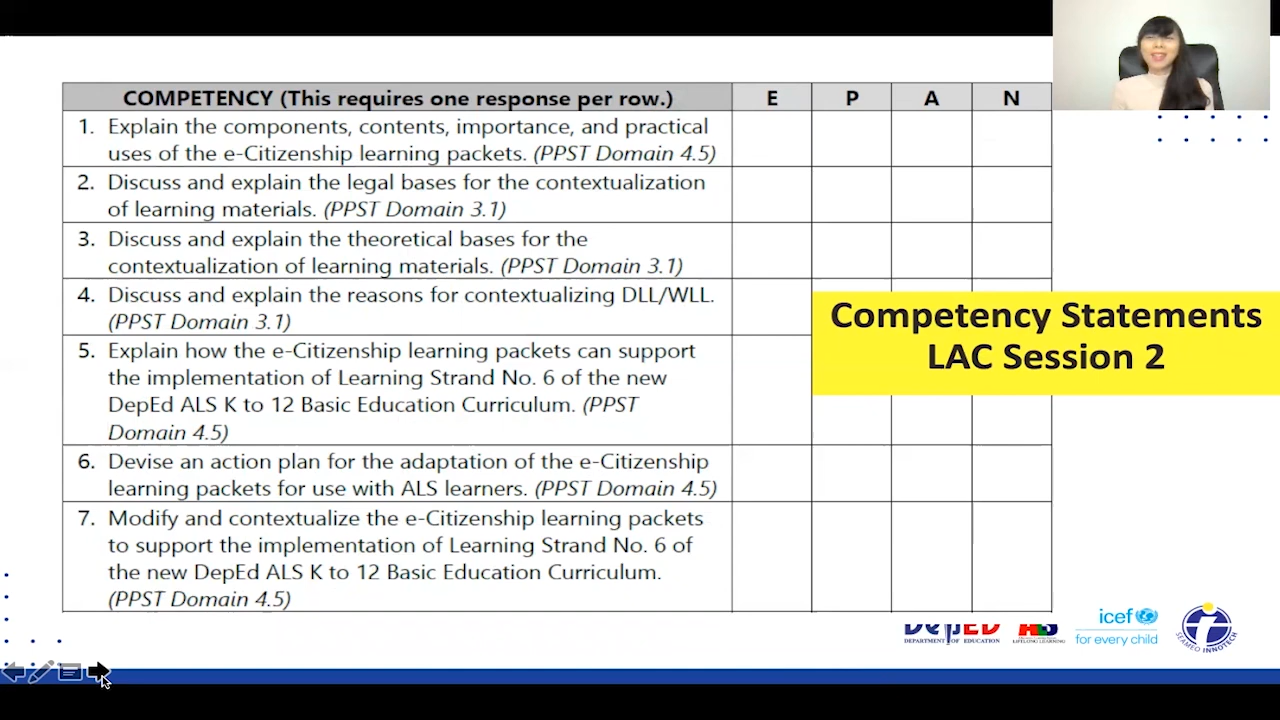 COMPETENCY (This requires one response per row.) E P A N
1. Explain the components, contents, importance, and practical
uses of the e-Citizenship learning packets. (PPST Domain 4.5)
2. Discuss and explain the legal bases for the contextualization
of learning materials. (PPST Domain 3.1)
3. Discuss and explain the theoretical bases for the
contextualization of learning materials. (PPST Domain 3.1)
4. Discuss and explain the reasons for contextualizing DLL/WLL.
(PPST Domain 3.1)
5. Explain how the e-Citizenship learning packets can support
the implementation of Learning Strand No. 6 of the new
DepEd ALS K to 12 Basic Education Curriculum. (PPST
Domain 4.5)
6. Devise an action plan for the adaptation of the e-Citizenship
learning packets for use with ALS learners. (PPST Domain 4.5)
7. Modify and contextualize the e-Citizenship learning packets
to support the implementation of Learning Strand No. 6 of
the new DepEd ALS K to 12 Basic Education Curriculum.
(PPST Domain 4.5)
Competency Statements
LAC Session 2
DepED
DEPARTMENT OF EDUCATION
ALS
icef
for every child
SEAMEO INNOTECH